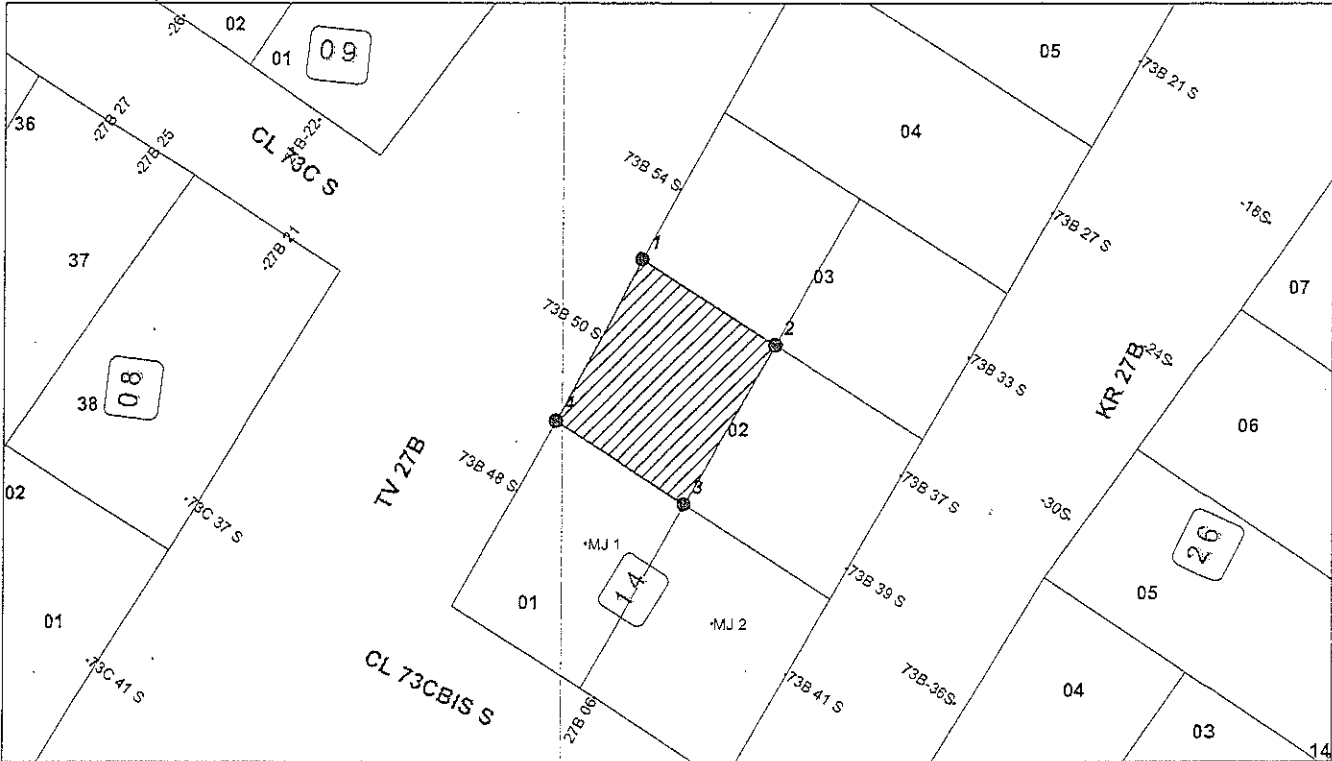 -26-
02
01
09
05
-73B 21 S
36
-27B 27
-27B 25
27B-22-
CL 73C S
04
73B 54 S
-18S-
-73B 27 S
37
-27B 21
1
03
07
73B 50 S
2
KR 27B
-24S-
-73B 33 S
38
08
4
02
06
TV 27B
73B 48 S
-73B 37 S
02
3
-73C 37 S
-30S-
26
MJ 1
14
01
-73B 39 S
05
01
MJ 2
CL 73CBIS S
-73C 41 S
-73B 41 S
73B-36S-
04
27B 06
03
14